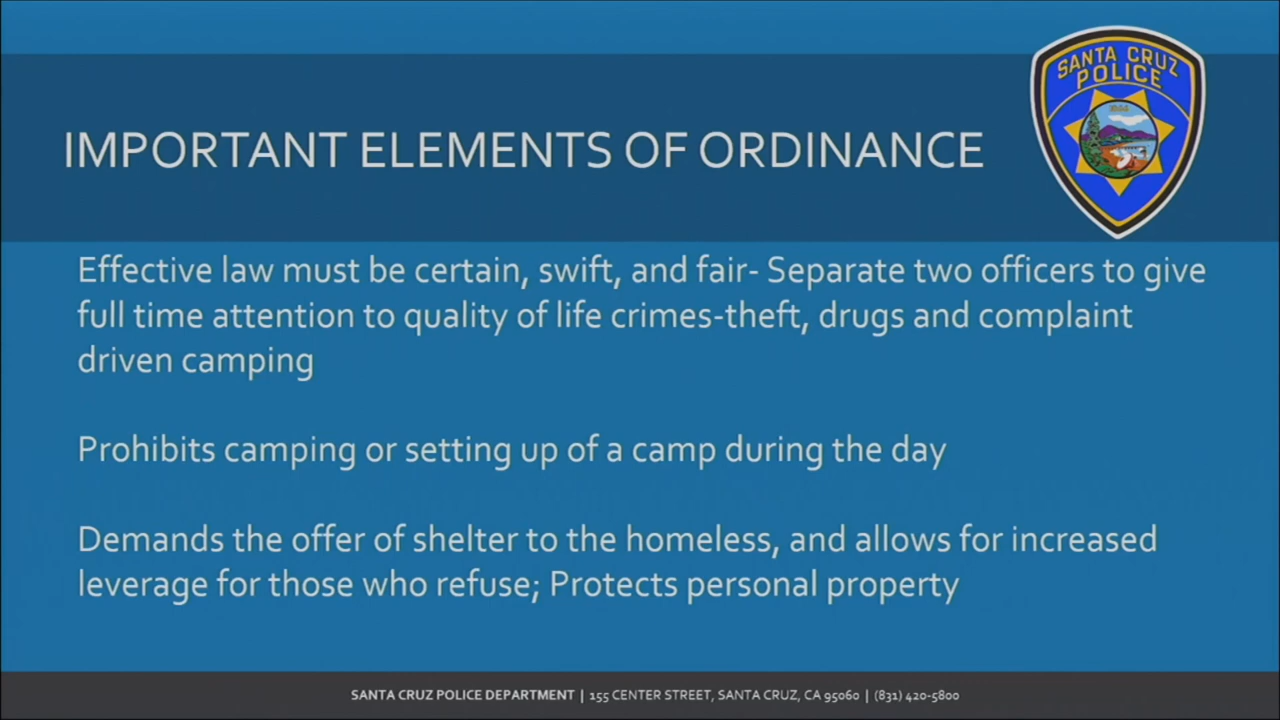 SANTA CRUZ
POLICE
IMPORTANT ELEMENTS OF ORDINANCE
Effective law must be certain, swift, and fair- Separate two officers to give
full time attention to quality of life crimes-theft, drugs and complaint
driven camping
Prohibits camping or setting up of a camp during the day
Demands the offer of shelter to the homeless, and allows for increased
leverage for those who refuse; Protects personal property
SANTA CRUZ POLICE DEPARTMENT | 155 CENTER STREET, SANTA CRUZ, CA 95060 | (831) 420-5800